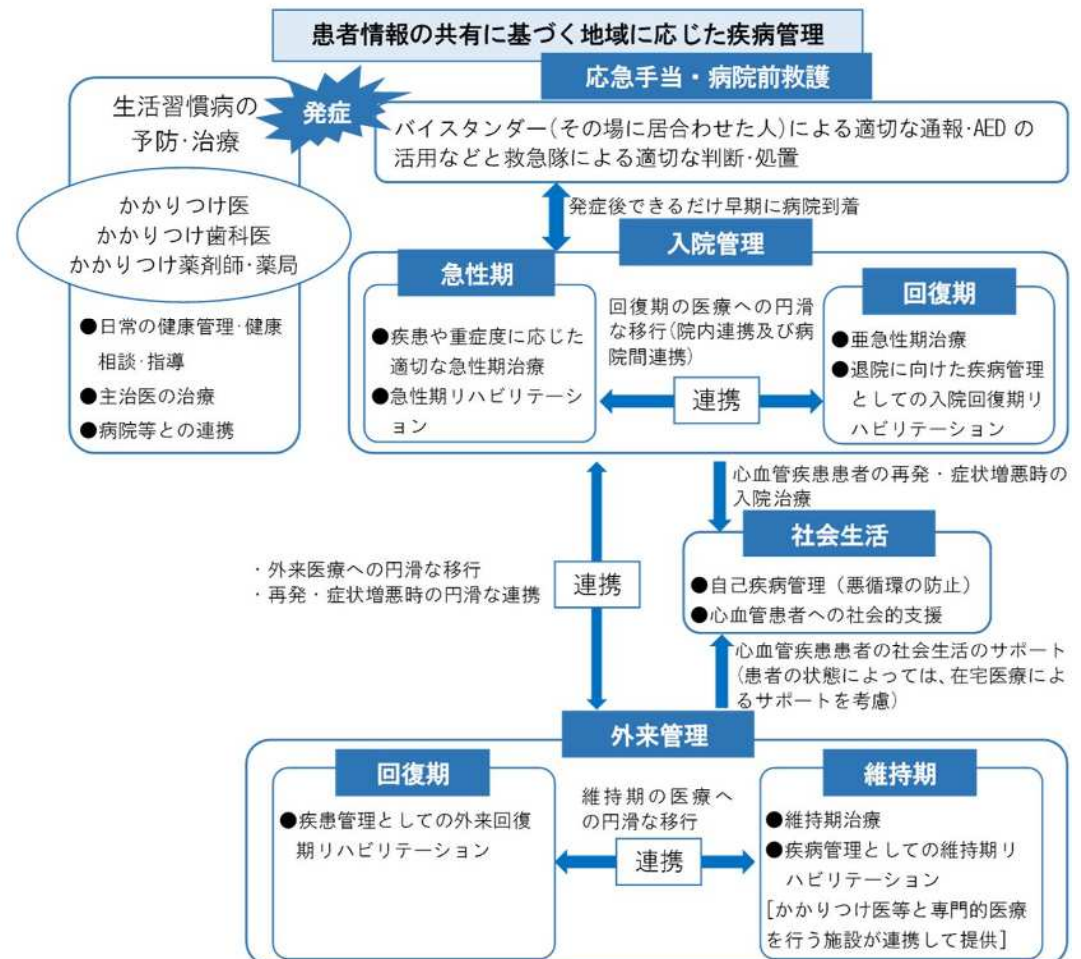 患者情報の共有に基づく地域に応じた疾病管理
生活習慣病の
予防･治療
かかりつけ医
かかりつけ歯科医
かかりつけ薬剤師･薬局
●日常の健康管理･健康
相談･指導
●主治医の治療
●病院等との連携
発症
応急手当・病院前救護
バイスタンダー(その場に居合わせた人)による適切な通報･AED の
活用などと救急隊による適切な判断･処置
発症後できるだけ早期に病院到着
入院管理
急性期
●疾患や重症度に応じた
適切な急性期治療
●急性期リハビリテーシ
ョン
回復期の医療への円滑
な移行(院内連携及び病
院間連携)
連携
回復期
●亜急性期治療
●退院に向けた疾病管理
としての入院回復期リ
ハビリテーション
心血管疾患患者の再発・症状増悪時の
入院治療
社会生活
●自己疾病管理（悪循環の防止）
●心血管患者への社会的支援
・外来医療への円滑な移行
・再発・症状増悪時の円滑な連携
連携
心血管疾患患者の社会生活のサポート
(患者の状態によっては、在宅医療によ
るサポートを考慮)
外来管理
回復期
●疾患管理としての外来回復
期リハビリテーション
維持期の医療へ
の円滑な移行
連携
維持期
●維持期治療
●疾病管理としての維持期リ
ハビリテーション
[かかりつけ医等と専門的医療
を行う施設が連携して提供]